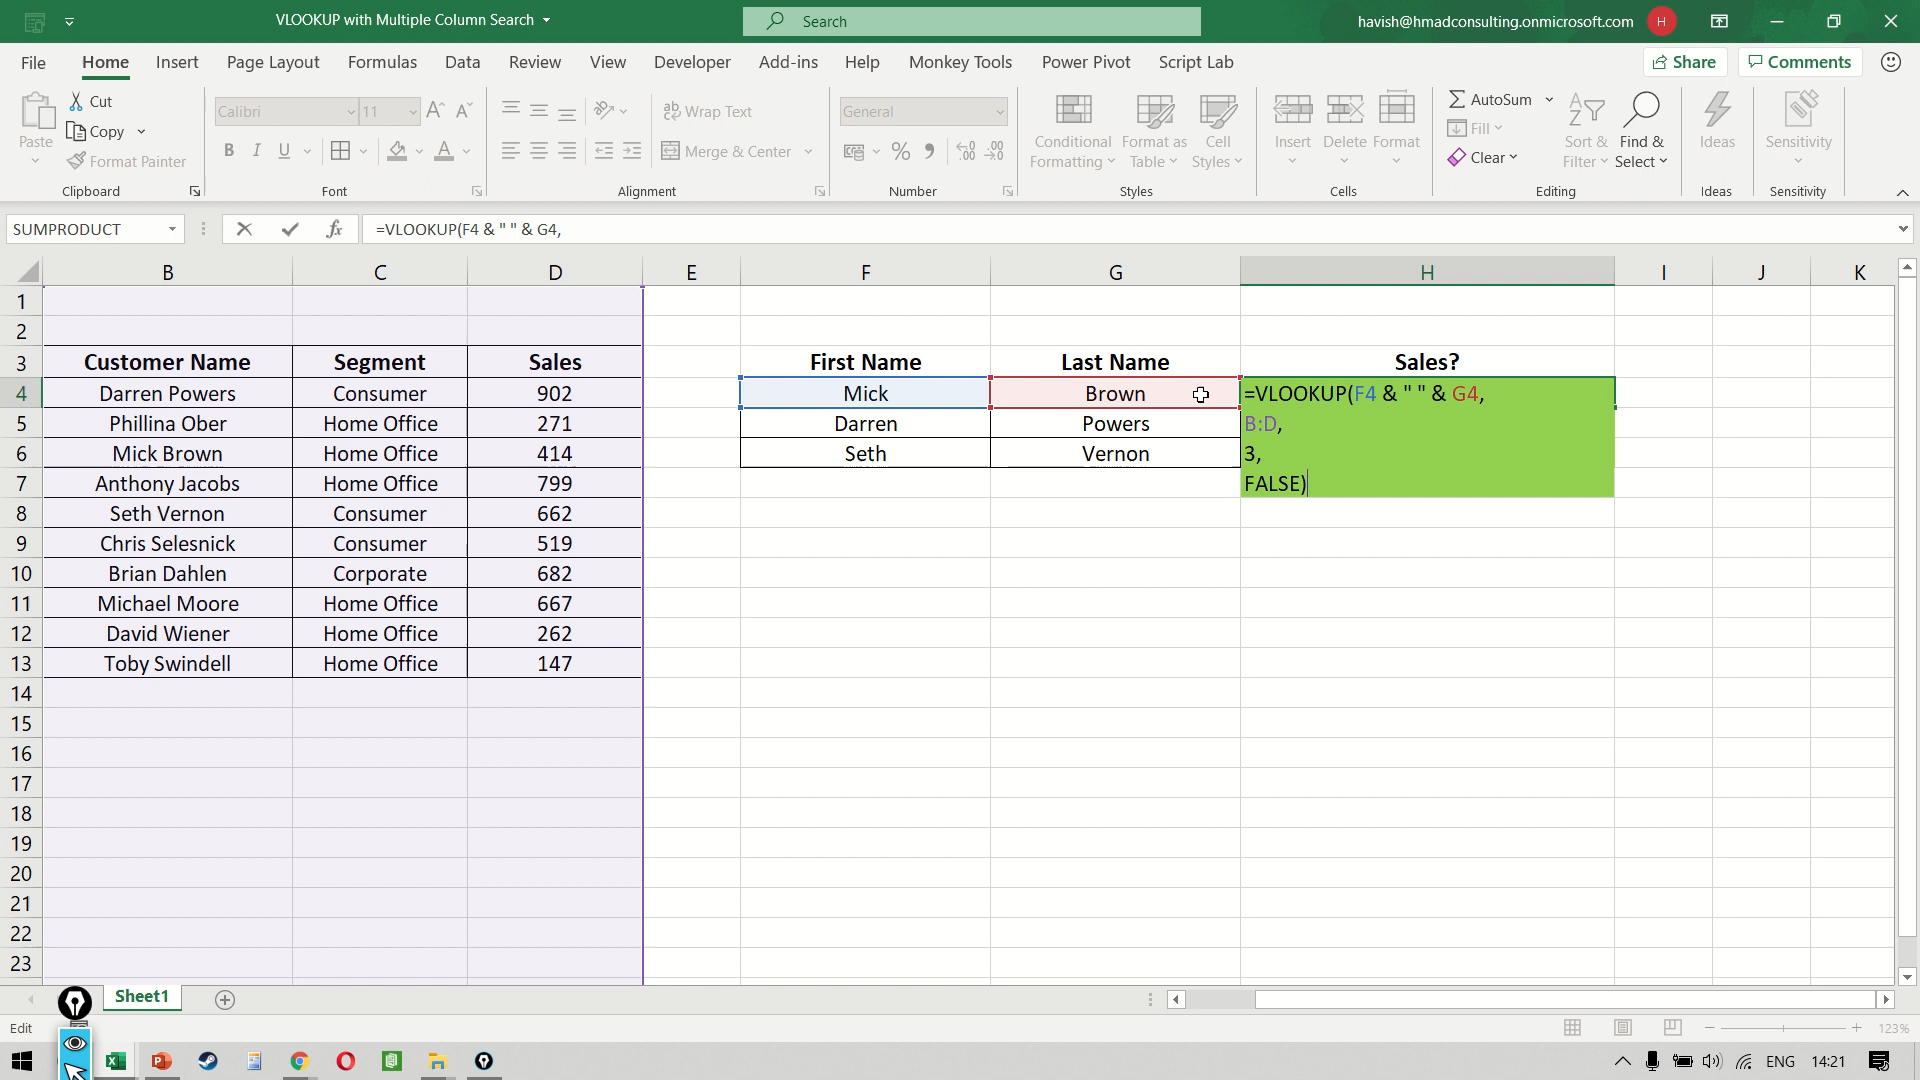 VLOOKUP with Multiple Column Search
Search
havish@hmadconsulting.onmicrosoft.com
H
File Home Insert Page Layout Formulas Data Review View Developer Add-ins Help Monkey Tools Power Pivot Script Lab
Share
Comments
Paste
Cut
Copy
Format Painter
Clipboard
Calibri 11
B I U
Font
Wrap Text
Merge & Center
Alignment
General
Number
Conditional Formatting
Format as Table
Cell Styles
Styles
Insert Delete Format
Cells
AutoSum
Fill
Clear
Sort & Filter
Find & Select
Editing
Ideas
Ideas
Sensitivity
Sensitivity
SUMPRODUCT
fx
=VLOOKUP(F4 & " " & G4,
B C D E F G H I J K
1
2
3 Customer Name Segment Sales First Name Last Name Sales?
4 Darren Powers Consumer 902 Mick Brown =VLOOKUP(F4 & " " & G4,
5 Phillina Ober Home Office 271 Darren Powers B:D,
6 Mick Brown Home Office 414 Seth Vernon 3,
7 Anthony Jacobs Home Office 799 FALSE)
8 Seth Vernon Consumer 662
9 Chris Selesnick Consumer 519
10 Brian Dahlen Corporate 682
11 Michael Moore Home Office 667
12 David Wiener Home Office 262
13 Toby Swindell Home Office 147
14
15
16
17
18
19
20
21
22
23
Sheet1
Edit
123%
ENG
14:21